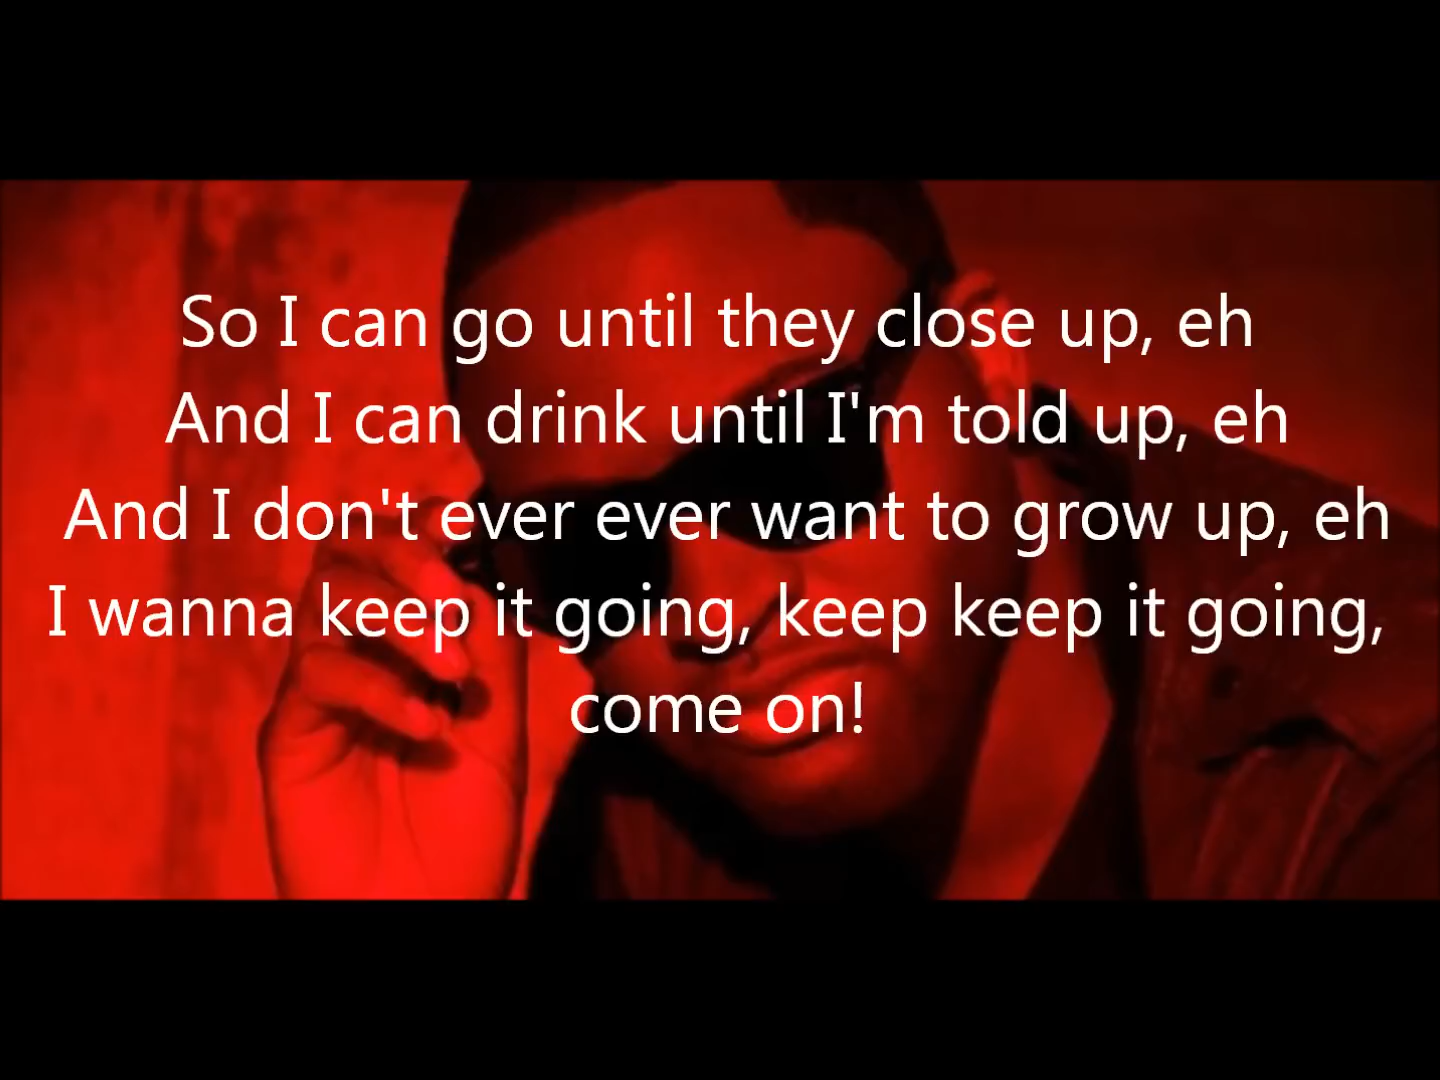 So I can go until they close up, eh
And I can drink until I'm told up, eh
And I don't ever ever want to grow up, eh
I wanna keep it going, keep keep it going,
come on!